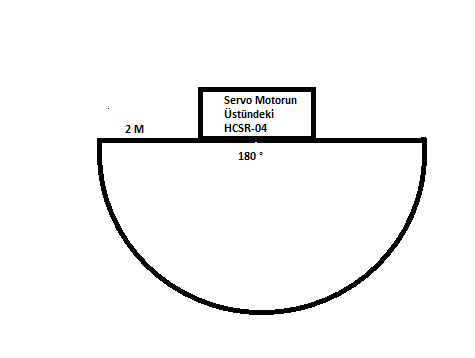 Servo Motorun
Üstündeki
HCSR-04
2 M
180 °